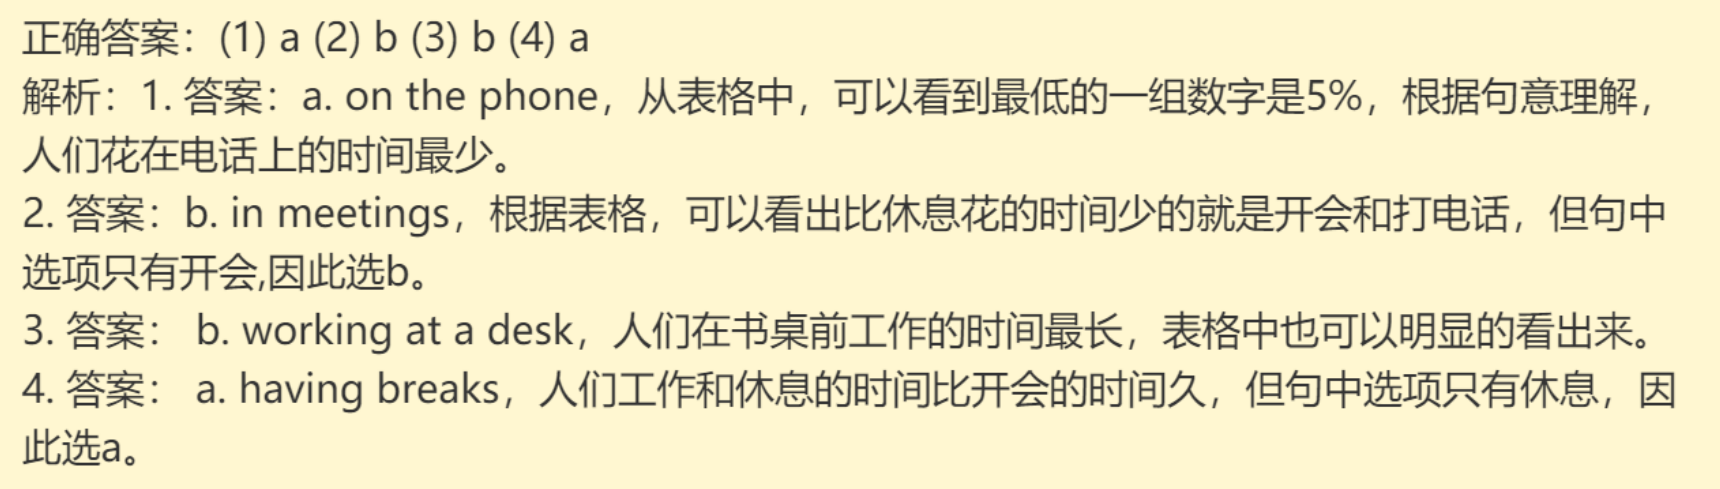 正确答案：(1) a (2) b (3) b (4) a
解析：1. 答案：a. on the phone，从表格中，可以看到最低的一组数字是5%，根据句意理解，
人们花在电话上的时间最少。
2. 答案：b. in meetings，根据表格，可以看出比休息花的时间少的就是开会和打电话，但句中
选项只有开会,因此选b。
3. 答案： b. working at a desk，人们在书桌前工作的时间最长，表格中也可以明显的看出来。
4. 答案： a. having breaks，人们工作和休息的时间比开会的时间久，但句中选项只有休息，因
此选a。